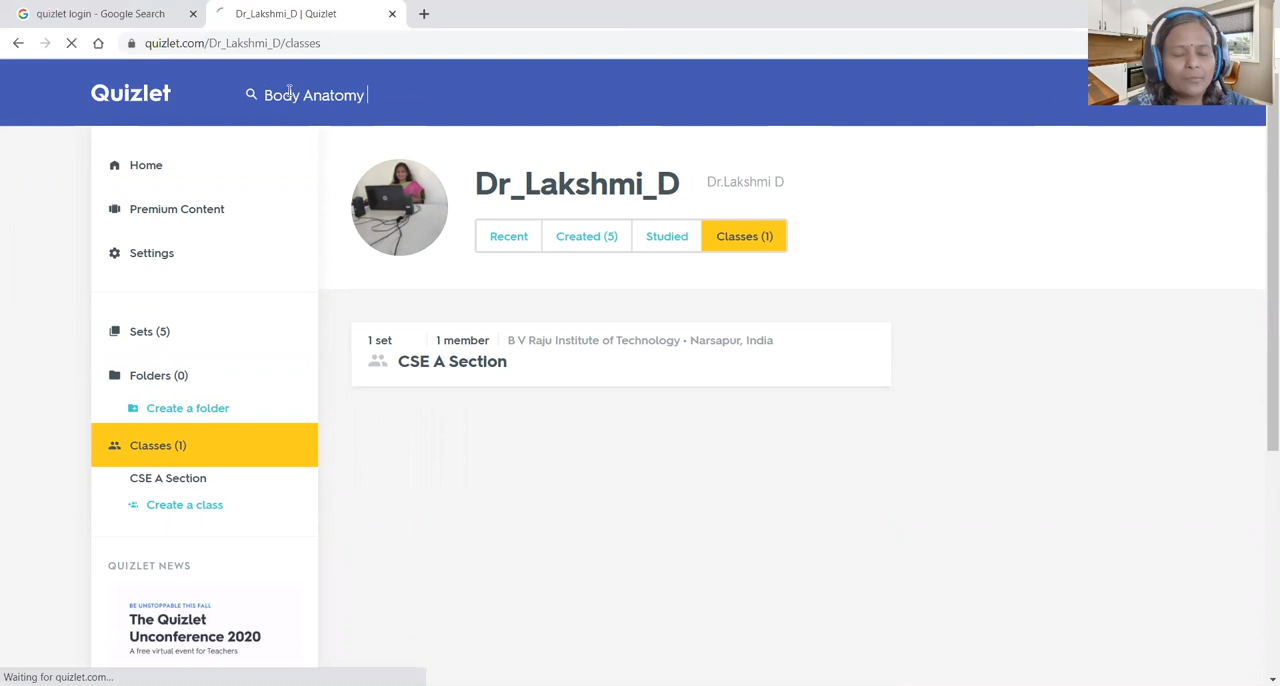 quizlet login - Google Search
Dr_Lakshmi_D | Quizlet
quizlet.com/Dr_Lakshmi_D/classes
Quizlet
Body Anatomy
Home
Premium Content
Settings
Sets (5)
Folders (0)
Create a folder
Classes (1)
CSE A Section
Create a class
QUIZLET NEWS
BE UNSTOPPABLE THIS FALL
The Quizlet
Unconference 2020
A free virtual event for Teachers
Dr_Lakshmi_D Dr.Lakshmi D
Recent Created (5) Studied Classes (1)
1 set 1 member B V Raju Institute of Technology • Narsapur, India
CSE A Section
Waiting for quizlet.com...